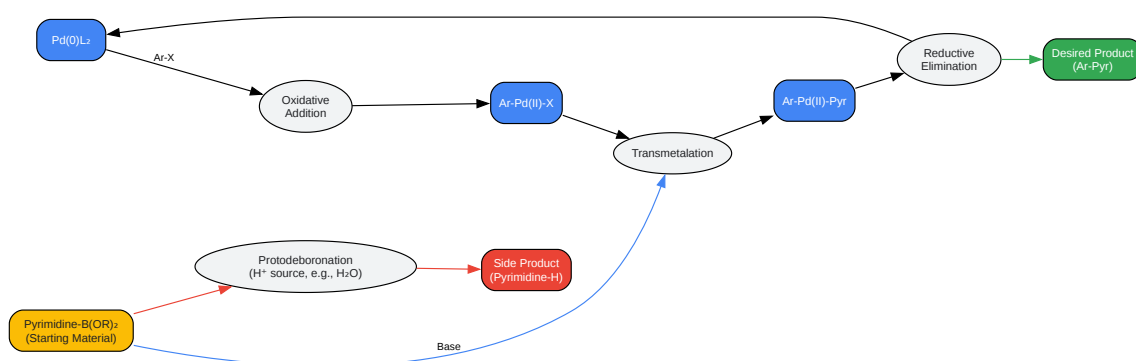 Pd(0)L₂
Ar-X
Oxidative
Addition
Ar-Pd(II)-X
Transmetalation
Ar-Pd(II)-Pyr
Reductive
Elimination
Desired Product
(Ar-Pyr)
Protodeboronation
(H⁺ source, e.g., H₂O)
Side Product
(Pyrimidine-H)
Pyrimidine-B(OR)₂
(Starting Material)
Base